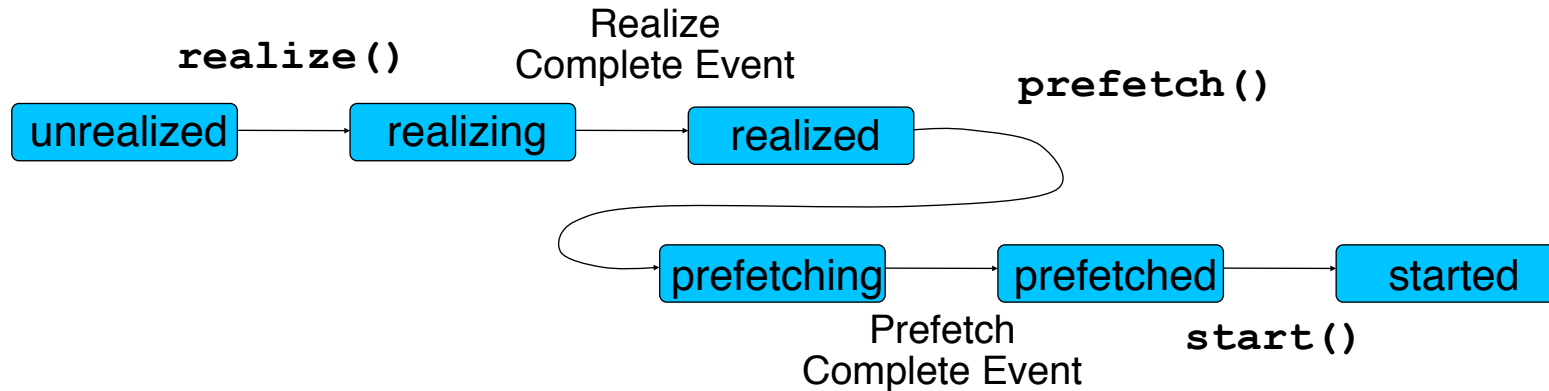 Realize
realize() Complete Event
prefetch()
unrealized realizing realized
prefetching prefetched started
Prefetch
start()
Complete Event